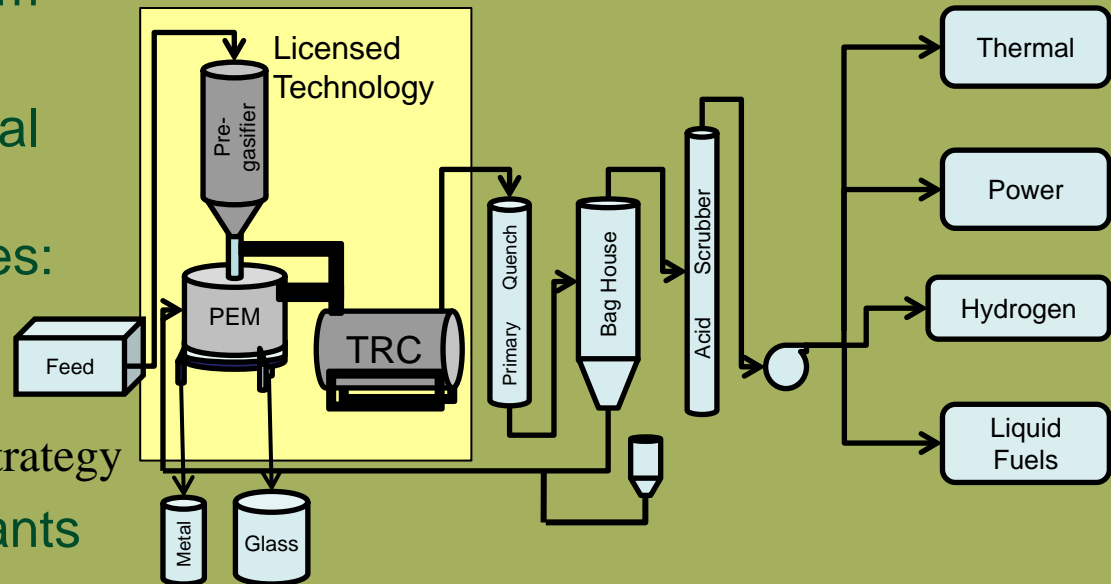 m
al
es:
trategy
ants
Licensed
Technology
Pre-
gasifier
PEM
TRC
Feed
Metal
Glass
Primary Quench
Bag House
Acid Scrubber
Thermal
Power
Hydrogen
Liquid
Fuels